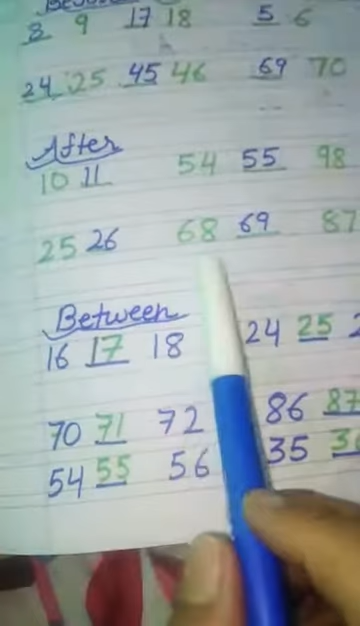 8 9 17 18 5 6
24 25 45 46 69 70
After
10 11 54 55 98
25 26 68 69 87
Between
16 17 18 24 25
70 71 72 86 87
54 55 56 35